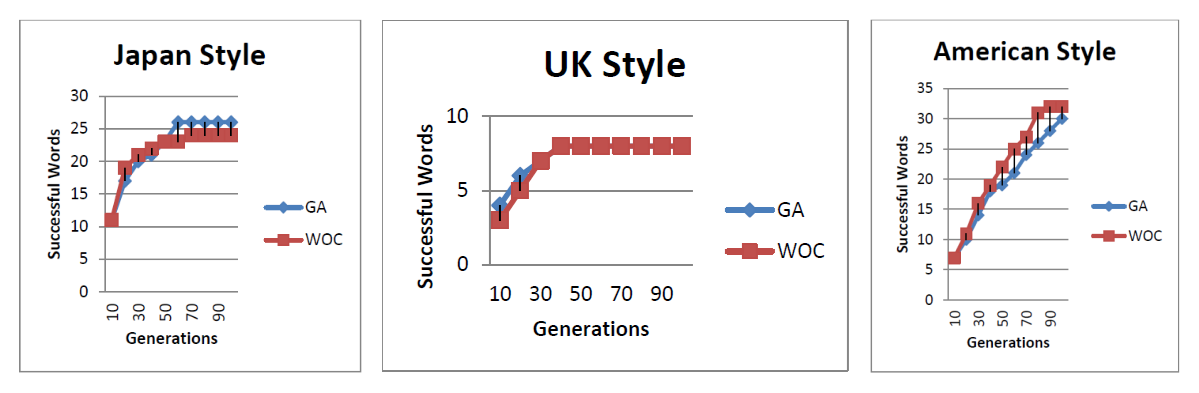 Japan Style
30
25
20
15
10
5
0
Successful Words
10 30 50 70 90
Generations
GA
WOC
UK Style
10
5
0
Successful Words
10 30 50 70 90
Generations
GA
WOC
American Style
35
30
25
20
15
10
5
0
Successful Words
10 30 50 70 90
Generations
GA
WOC